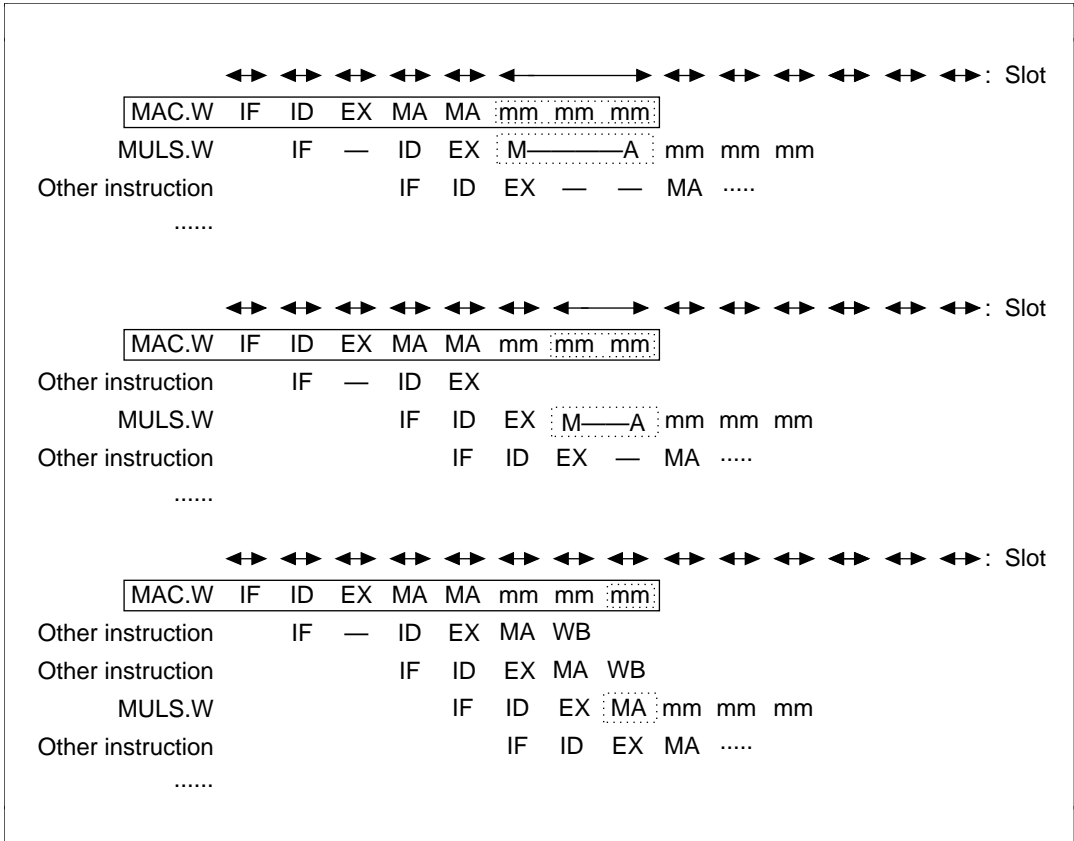 : Slot
MAC.W IF ID EX MA MA mm mm mm
MULS.W IF — ID EX M————A mm mm mm
Other instruction IF ID EX — — MA ·····
······
: Slot
MAC.W IF ID EX MA MA mm mm mm
Other instruction IF — ID EX
MULS.W IF ID EX M——A mm mm mm
Other instruction IF ID EX — MA ·····
······
: Slot
MAC.W IF ID EX MA MA mm mm mm
Other instruction IF — ID EX MA WB
Other instruction IF ID EX MA WB
MULS.W IF ID EX MA mm mm mm
Other instruction IF ID EX MA ·····
······